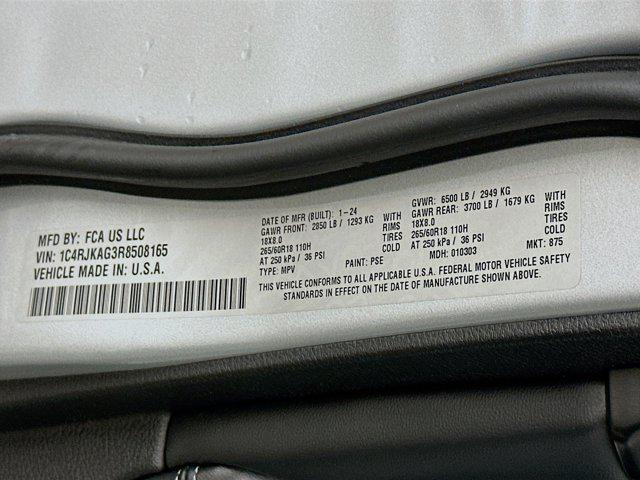 MFD BY: FCA US LLC
VIN: 1C4RJKAG3R8508165
VEHICLE MADE IN: U.S.A.
DATE OF MFR (BUILT): 1-24
GAWR FRONT: 2850 LB / 1293 KG WITH
18X8.0 RIMS
265/60R18 110H TIRES
AT 250 kPa / 36 PSI COLD
TYPE: MPV PAINT: PSE
GVWR: 6500 LB / 2949 KG
GAWR REAR: 3700 LB / 1679 KG WITH
18X8.0 RIMS
265/60R18 110H TIRES
AT 250 kPa / 36 PSI COLD
MDH: 010303 MKT: 875
THIS VEHICLE CONFORMS TO ALL APPLICABLE U.S.A. FEDERAL MOTOR VEHICLE SAFETY
STANDARDS IN EFFECT ON THE DATE OF MANUFACTURE SHOWN ABOVE.